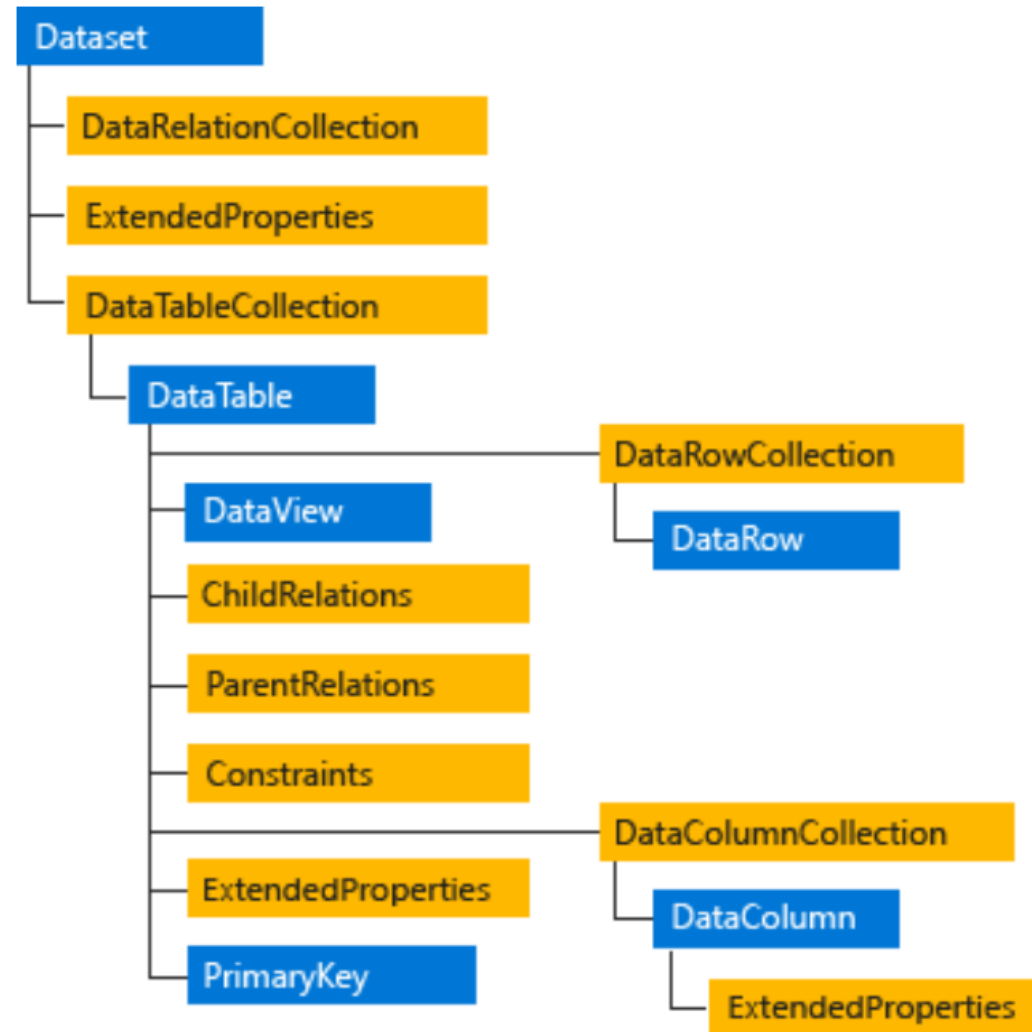 Dataset
DataRelationCollection
ExtendedProperties
DataTableCollection
DataTable
DataRowCollection
DataView
DataRow
ChildRelations
ParentRelations
Constraints
DataColumnCollection
ExtendedProperties
DataColumn
PrimaryKey
ExtendedProperties